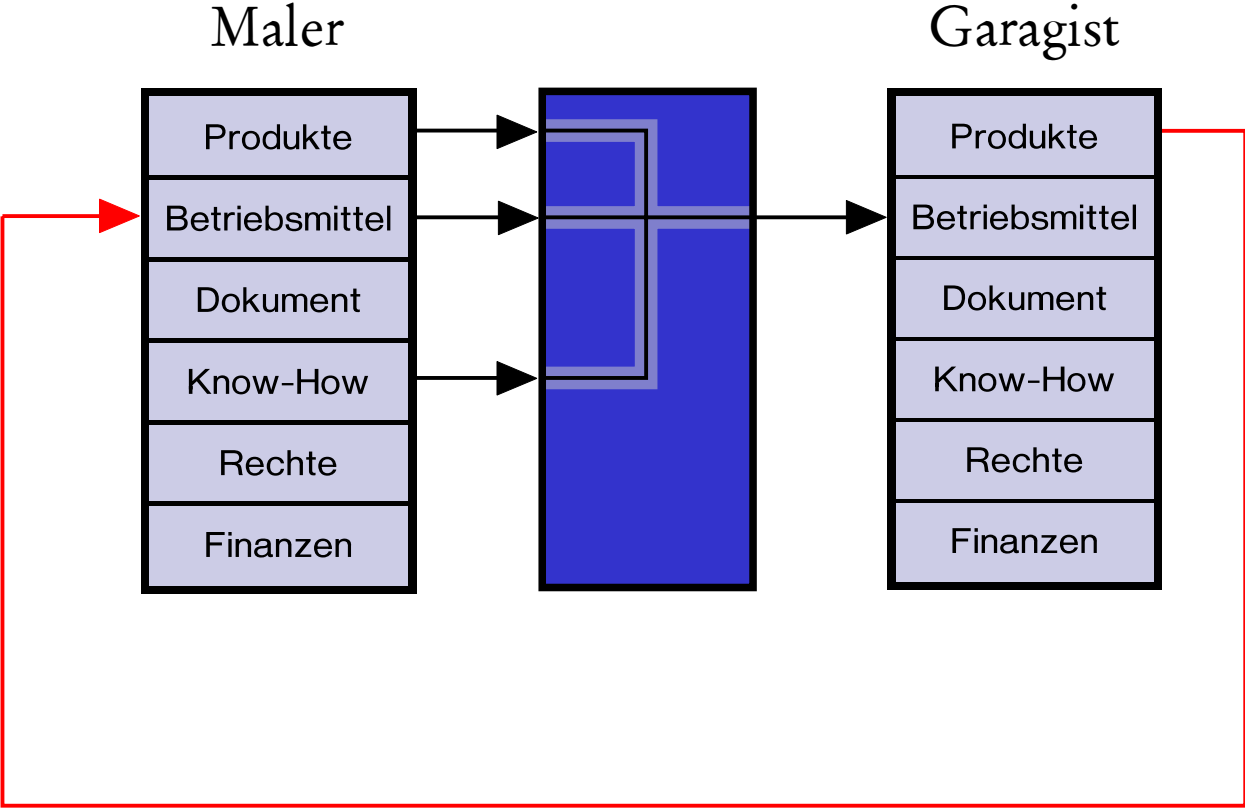 Maler
Garagist
Produkte
Betriebsmittel
Dokument
Know-How
Rechte
Finanzen
Produkte
Betriebsmittel
Dokument
Know-How
Rechte
Finanzen